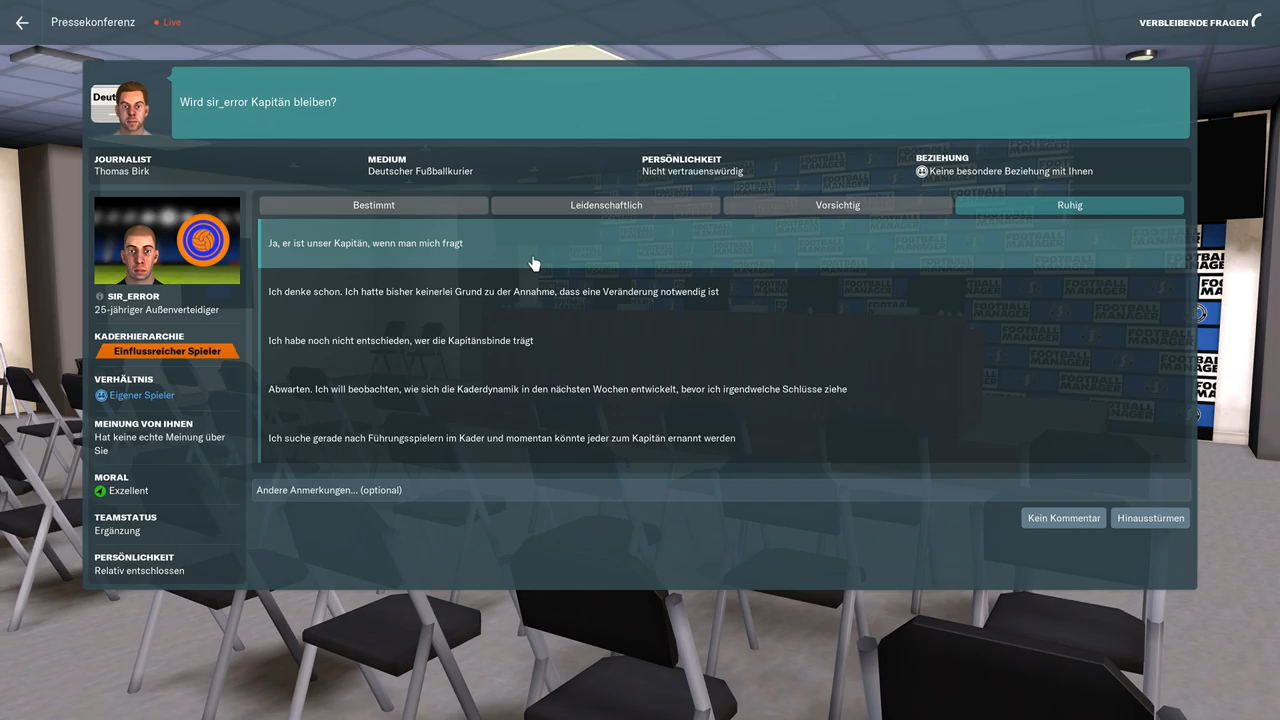 Pressekonferenz
Live
VERBLEIBENDE FRAGEN
Deut
Wird sir_error Kapitän bleiben?
JOURNALIST
Thomas Birk
MEDIUM
Deutscher Fußballkurier
PERSÖNLICHKEIT
Nicht vertrauenswürdig
BEZIEHUNG
Keine besondere Beziehung mit Ihnen
Bestimmt
Leidenschaftlich
Vorsichtig
Ruhig
Ja, er ist unser Kapitän, wenn man mich fragt
Ich denke schon. Ich hatte bisher keinerlei Grund zu der Annahme, dass eine Veränderung notwendig ist
Ich habe noch nicht entschieden, wer die Kapitänsbinde trägt
Abwarten. Ich will beobachten, wie sich die Kaderdynamik in den nächsten Wochen entwickelt, bevor ich irgendwelche Schlüsse ziehe
Ich suche gerade nach Führungsspielern im Kader und momentan könnte jeder zum Kapitän ernannt werden
SIR_ERROR
25-jähriger Außenverteidiger
KADERHIERARCHIE
Einflussreicher Spieler
VERHÄLTNIS
Eigener Spieler
MEINUNG VON IHNEN
Hat keine echte Meinung über
Sie
MORAL
Exzellent
TEAMSTATUS
Ergänzung
PERSÖNLICHKEIT
Relativ entschlossen
Andere Anmerkungen... (optional)
Kein Kommentar
Hinausstürmen
FOOTBALL
MANAGER